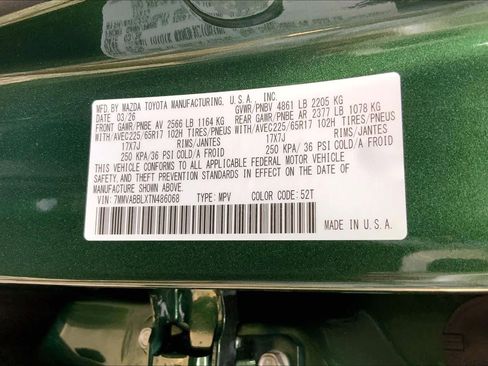 MFD.BY MAZDA TOYOTA MANUFACTURING, U.S.A., INC.
DATE: 03/26 GVWR/PNBV 4861 LB 2205 KG
FRONT GAWR/PNBE AV 2566 LB 1164 KG REAR GAWR/PNBE AR 2377 LB 1078 KG
WITH/AVEC225/65R17 102H TIRES/PNEUS WITH/AVEC225/65R17 102H TIRES/PNEUS
17X7J RIMS/JANTES 17X7J RIMS/JANTES
250 KPA/36 PSI COLD/A FROID 250 KPA/36 PSI COLD/A FROID
THIS VEHICLE CONFORMS TO ALL APPLICABLE FEDERAL MOTOR VEHICLE
SAFETY, BUMPER, AND THEFT PREVENTION STANDARDS IN EFFECT ON THE DATE OF
MANUFACTURE SHOWN ABOVE.
VIN: 7MMVABBLXTN486068 TYPE: MPV COLOR CODE: 52T
MADE IN U.S.A.